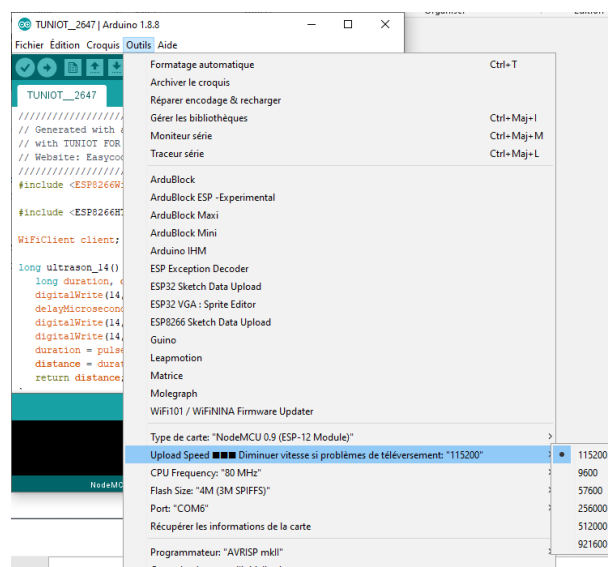 TUNIOT__2647 | Arduino 1.8.8
Fichier Édition Croquis Outils Aide
TUNIOT__2647
////////////////////
// Generated with
// with TUNIOT FOR
// Website: Easycod
////////////////////
#include <ESP8266Wi
#include <ESP8266HT
WiFiClient client;
long ultrason_14()
long duration,
digitalWrite(14,
delayMicrosecond
digitalWrite(14,
digitalWrite(14,
duration = pulse
distance = durat
return distance;
NodeMC
Formatage automatique Ctrl+T
Archiver le croquis
Réparer encodage & recharger
Gérer les bibliothèques Ctrl+Maj+I
Moniteur série Ctrl+Maj+M
Traceur série Ctrl+Maj+L
ArduBlock
ArduBlock ESP -Experimental
ArduBlock Maxi
ArduBlock Mini
Arduino IHM
ESP Exception Decoder
ESP32 Sketch Data Upload
ESP32 VGA : Sprite Editor
ESP8266 Sketch Data Upload
Guino
Leapmotion
Matrice
Molegraph
WiFi101 / WiFiNINA Firmware Updater
Type de carte: "NodeMCU 0.9 (ESP-12 Module)"
Upload Speed ■■■ Diminuer vitesse si problèmes de téléversement: "115200"
CPU Frequency: "80 MHz"
Flash Size: "4M (3M SPIFFS)"
Port: "COM6"
Récupérer les informations de la carte
Programmateur: "AVRISP mkII"
115200
9600
57600
256000
512000
921600